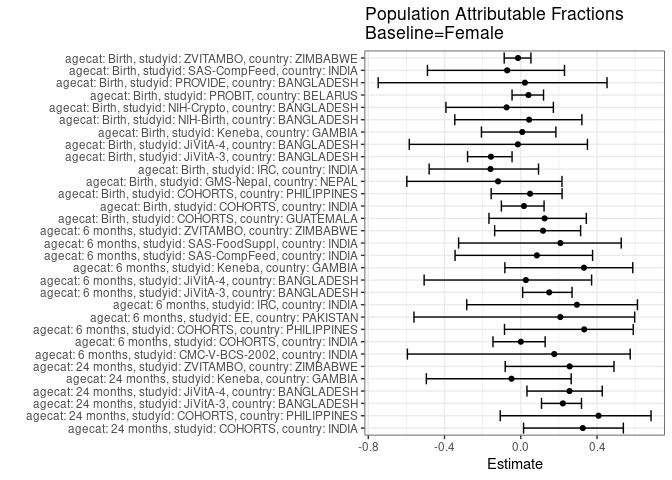 Population Attributable Fractions
Baseline=Female
agecat: Birth, studyid: ZVITAMBO, country: ZIMBABWE
agecat: Birth, studyid: SAS-CompFeed, country: INDIA
agecat: Birth, studyid: PROVIDE, country: BANGLADESH
agecat: Birth, studyid: PROBIT, country: BELARUS
agecat: Birth, studyid: NIH-Crypto, country: BANGLADESH
agecat: Birth, studyid: NIH-Birth, country: BANGLADESH
agecat: Birth, studyid: Keneba, country: GAMBIA
agecat: Birth, studyid: JiVitA-4, country: BANGLADESH
agecat: Birth, studyid: JiVitA-3, country: BANGLADESH
agecat: Birth, studyid: IRC, country: INDIA
agecat: Birth, studyid: GMS-Nepal, country: NEPAL
agecat: Birth, studyid: COHORTS, country: PHILIPPINES
agecat: Birth, studyid: COHORTS, country: INDIA
agecat: Birth, studyid: COHORTS, country: GUATEMALA
agecat: 6 months, studyid: ZVITAMBO, country: ZIMBABWE
agecat: 6 months, studyid: SAS-FoodSuppl, country: INDIA
agecat: 6 months, studyid: SAS-CompFeed, country: INDIA
agecat: 6 months, studyid: Keneba, country: GAMBIA
agecat: 6 months, studyid: JiVitA-4, country: BANGLADESH
agecat: 6 months, studyid: JiVitA-3, country: BANGLADESH
agecat: 6 months, studyid: IRC, country: INDIA
agecat: 6 months, studyid: EE, country: PAKISTAN
agecat: 6 months, studyid: COHORTS, country: PHILIPPINES
agecat: 6 months, studyid: COHORTS, country: INDIA
agecat: 6 months, studyid: CMC-V-BCS-2002, country: INDIA
agecat: 24 months, studyid: ZVITAMBO, country: ZIMBABWE
agecat: 24 months, studyid: Keneba, country: GAMBIA
agecat: 24 months, studyid: JiVitA-4, country: BANGLADESH
agecat: 24 months, studyid: JiVitA-3, country: BANGLADESH
agecat: 24 months, studyid: COHORTS, country: PHILIPPINES
agecat: 24 months, studyid: COHORTS, country: INDIA
-0.8 -0.4 0.0 0.4
Estimate